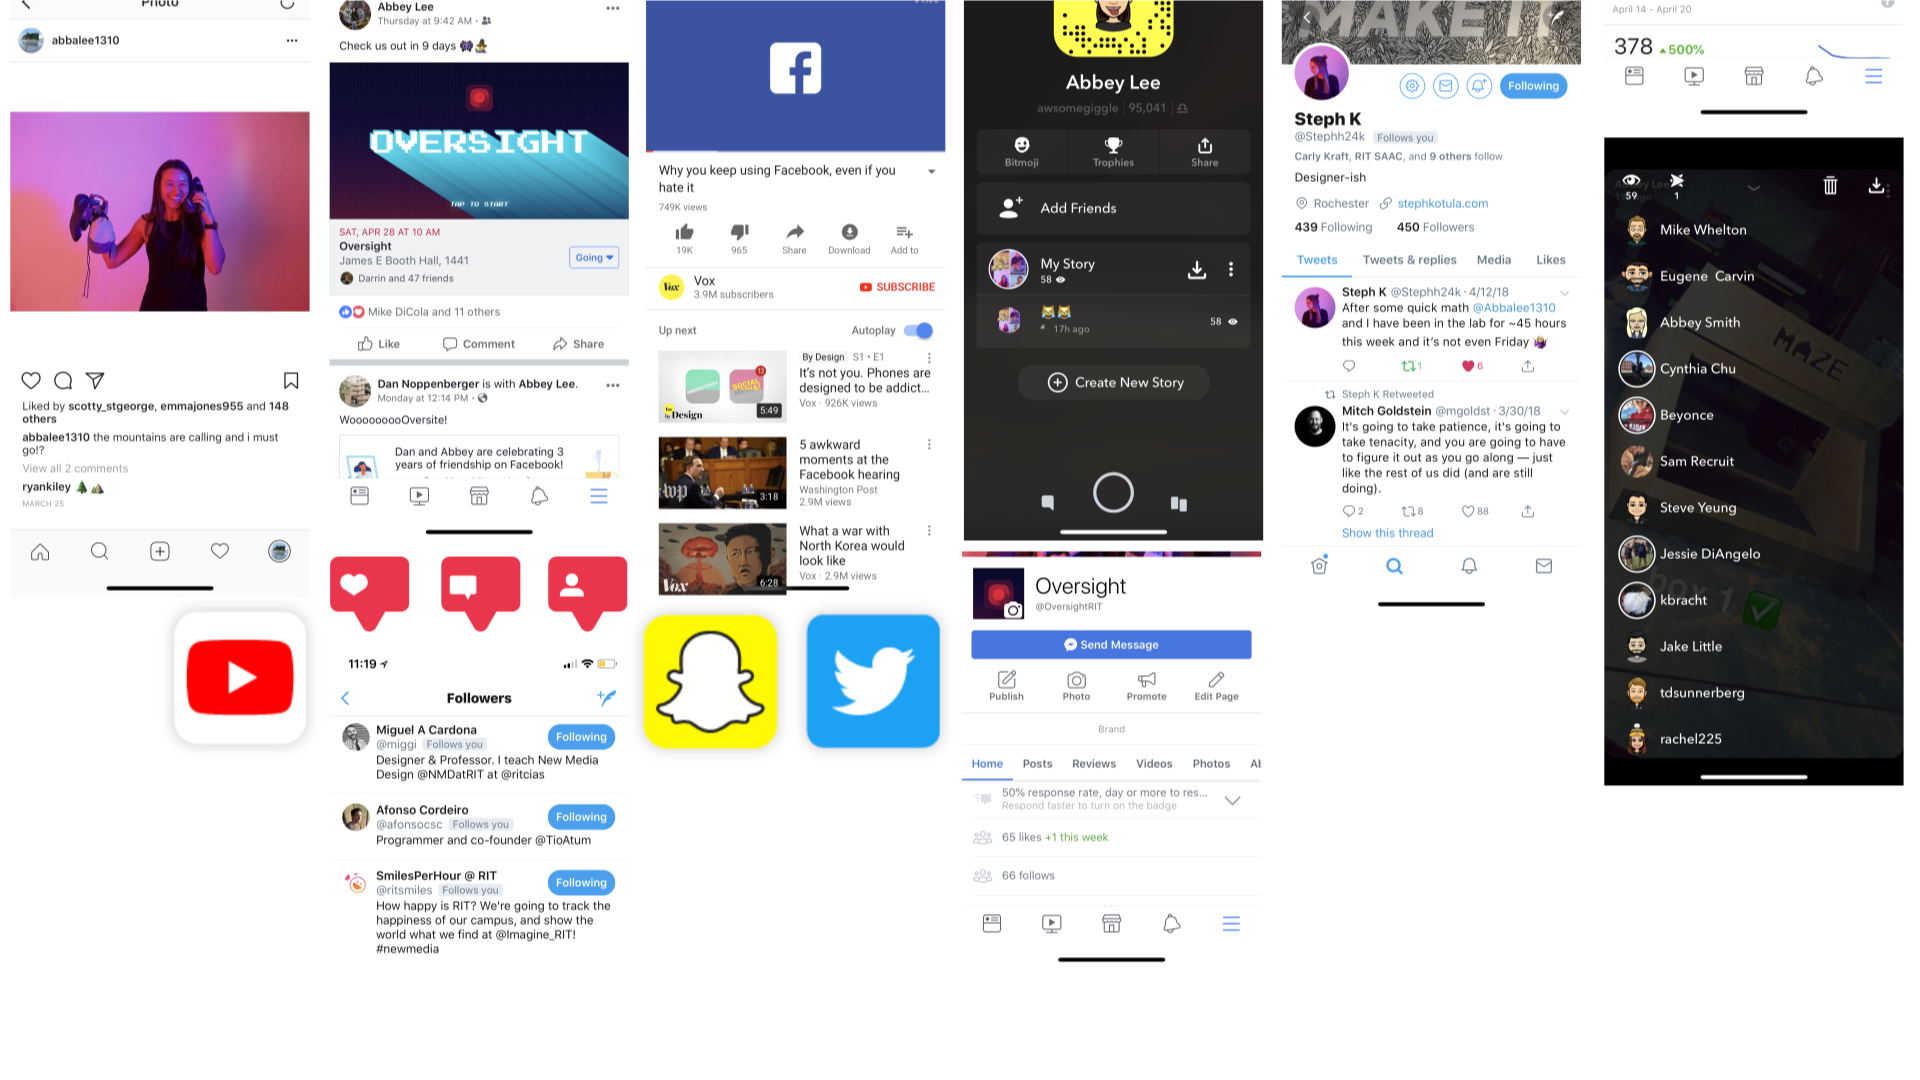 Photo
abbalee1310
Liked by scotty_stgeorge, emmajones955 and 148
others
abbalee1310 the mountains are calling and i must
go!?
View all 2 comments
ryankiley
MARCH 25
Abbey Lee
Thursday at 9:42 AM
Check us out in 9 days
OVERSIGHT
TAP TO START
SAT, APR 28 AT 10 AM
Oversight
James E Booth Hall, 1441
Darrin and 47 friends
Going
Mike DiCola and 11 others
Like
Comment
Share
Dan Noppenberger is with Abbey Lee.
Monday at 12:14 PM
WooooooooOversite!
Dan and Abbey are celebrating 3
years of friendship on Facebook!
11:19
Followers
Miguel A Cardona
@miggi Follows you
Following
Designer & Professor. I teach New Media
Design @NMDatRIT at @ritcias
Afonso Cordeiro
@afonsocsc Follows you
Following
Programmer and co-founder @TioAtum
SmilesPerHour @ RIT
@ritsmiles Follows you
Following
How happy is RIT? We're going to track the
happiness of our campus, and show the
world what we find at @Imagine_RIT!
#newmedia
Why you keep using Facebook, even if you
hate it
749K views
19K
965
Share
Download
Add to
Vox
Vox
3.9M subscribers
SUBSCRIBE
Up next
Autoplay
by Design
5:49
By Design S1 • E1
It's not you. Phones are
designed to be addict...
Vox · 926K views
wp
3:18
5 awkward
moments at the
Facebook hearing
Washington Post
2.9M views
Vox
6:28
What a war with
North Korea would
look like
Vox · 2.9M views
Abbey Lee
awsomegiggle | 95,041
Bitmoji
Trophies
Share
Add Friends
My Story
58
17h ago
58
Create New Story
Oversight
@OversightRIT
Send Message
Publish
Photo
Promote
Edit Page
Brand
Home
Posts
Reviews
Videos
Photos
50% response rate, day or more to res...
Respond faster to turn on the badge
65 likes +1 this week
66 follows
MAKE IT
Following
Steph K
@Stephh24k Follows you
Carly Kraft, RIT SAAC, and 9 others follow
Designer-ish
Rochester
stephkotula.com
439 Following
450 Followers
Tweets
Tweets & replies
Media
Likes
Steph K @Stephh24k · 4/12/18
After some quick math @Abbalee1310
and I have been in the lab for ~45 hours
this week and it's not even Friday
1
6
Steph K Retweeted
Mitch Goldstein @mgoldst · 3/30/18
It's going to take patience, it's going to
take tenacity, and you are going to have
to figure it out as you go along — just
like the rest of us did (and are still
doing).
2
8
88
Show this thread
April 14 - April 20
378
500%
59
1
MAZE
Mike Whelton
Eugene Carvin
Abbey Smith
Cynthia Chu
Beyonce
Sam Recruit
Steve Yeung
Jessie DiAngelo
kbracht
Jake Little
tdsunnerberg
rachel225